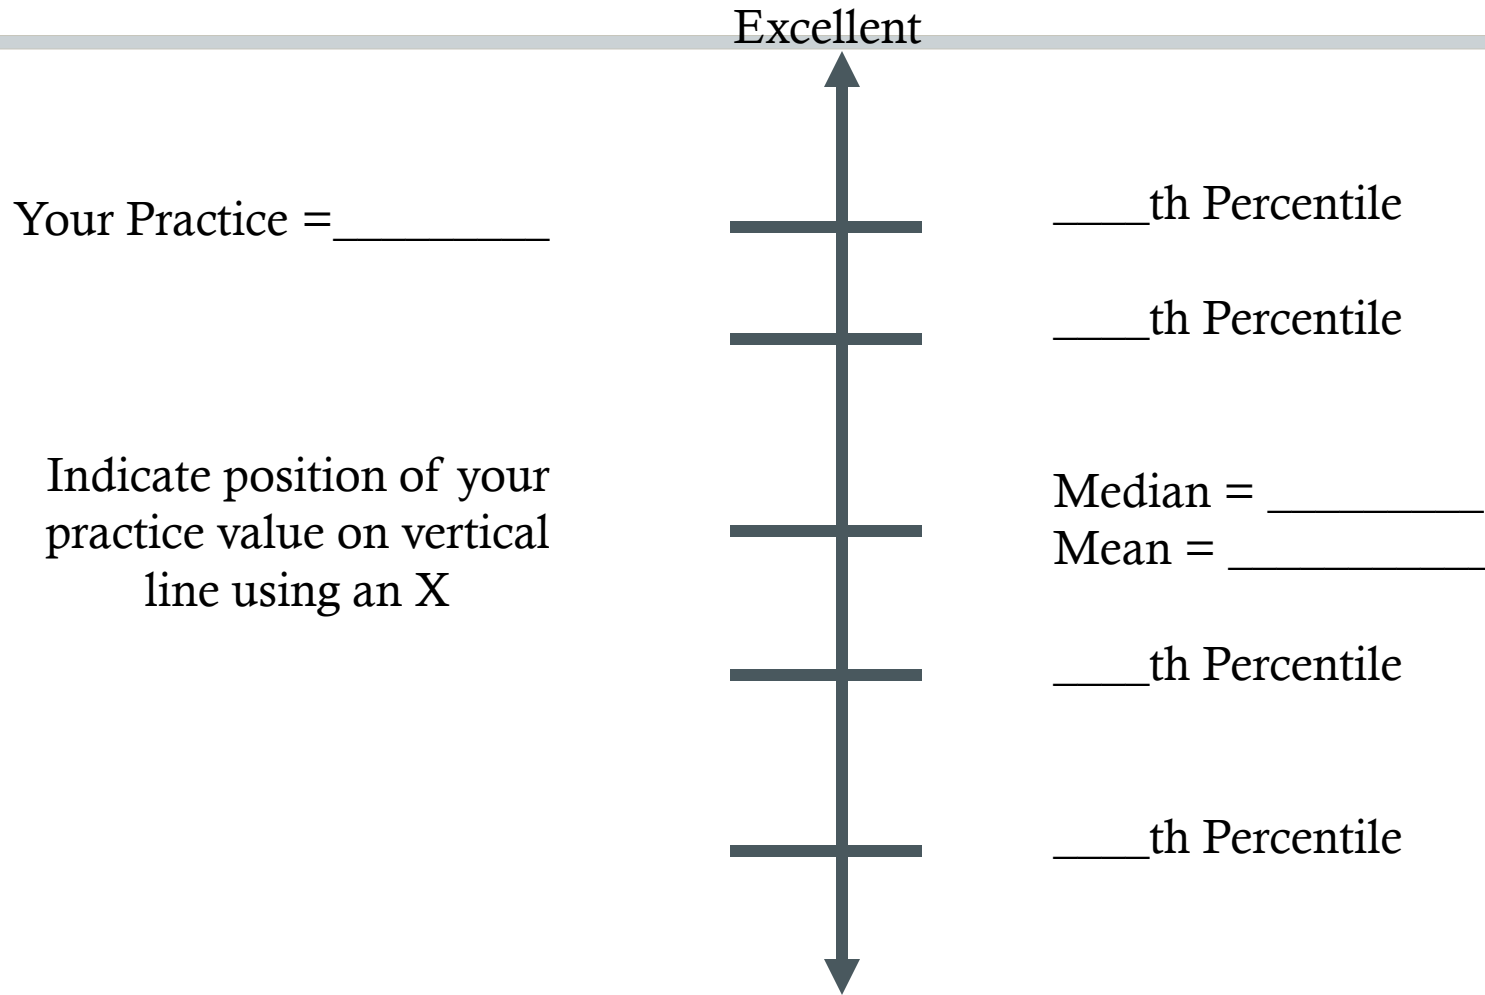 Excellent
Your Practice =_________
____th Percentile
____th Percentile
Indicate position of your
practice value on vertical
line using an X
Median = _________
Mean = ___________
____th Percentile
____th Percentile